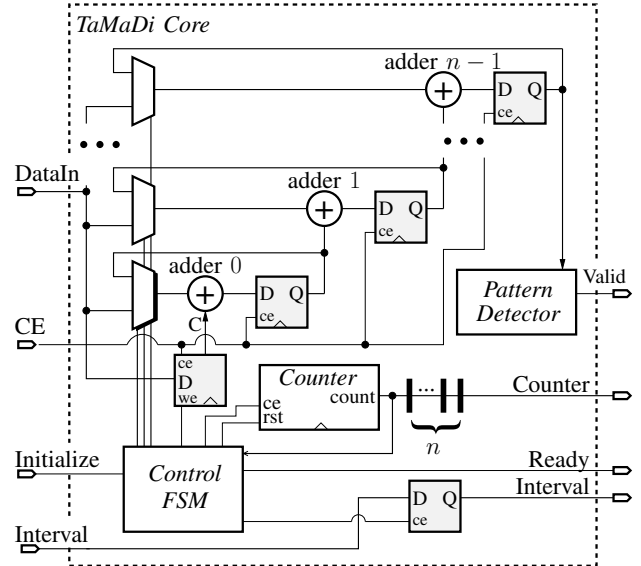 TaMaDi Core
adder n − 1
D Q
ce
• • •
• • •
DataIn
adder 1
D Q
ce
adder 0
D Q
ce
Pattern
Detector
Valid
CE
C
ce
D
we
Counter
count
ce
rst
...
n
Counter
Initialize
Control
FSM
Ready
Interval
D Q
ce
Interval